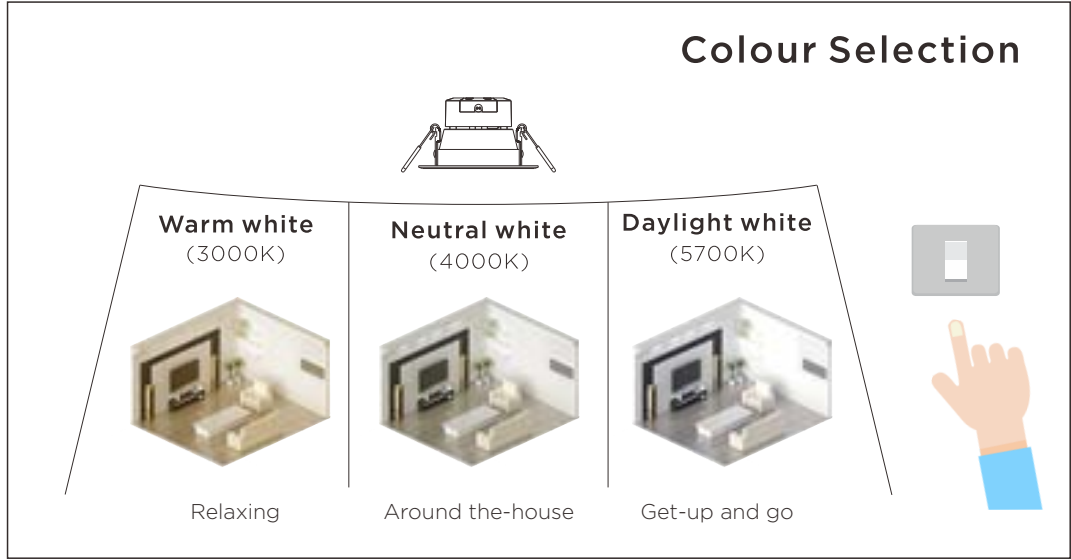 Colour Selection
Warm white
(3000K)
Neutral white
(4000K)
Daylight white
(5700K)
Relaxing
Around the-house
Get-up and go